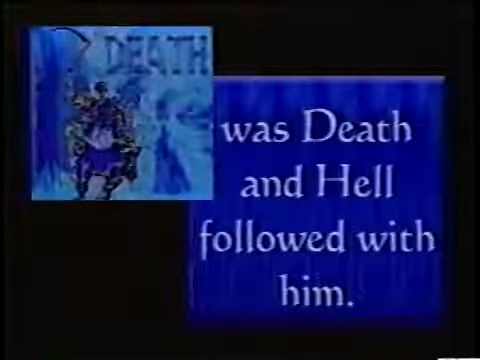 DEATH
was Death
and Hell
followed with
him.